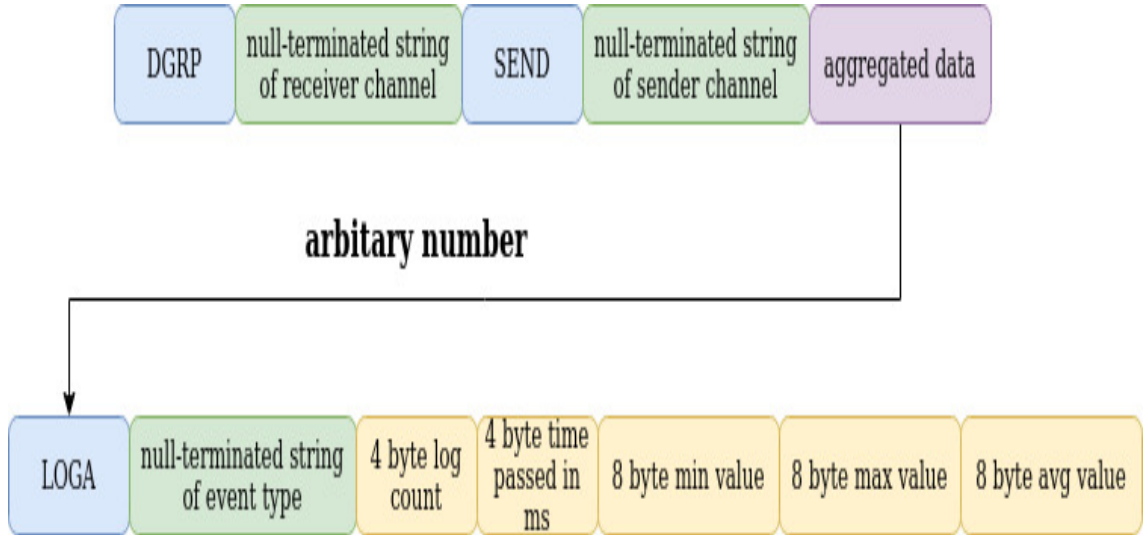 DGRP
null-terminated string
of receiver channel
SEND
null-terminated string
of sender channel
aggregated data
arbitary number
LOGA
null-terminated string
of event type
4 byte log
count
4 byte time
passed in
ms
8 byte min value
8 byte max value
8 byte avg value